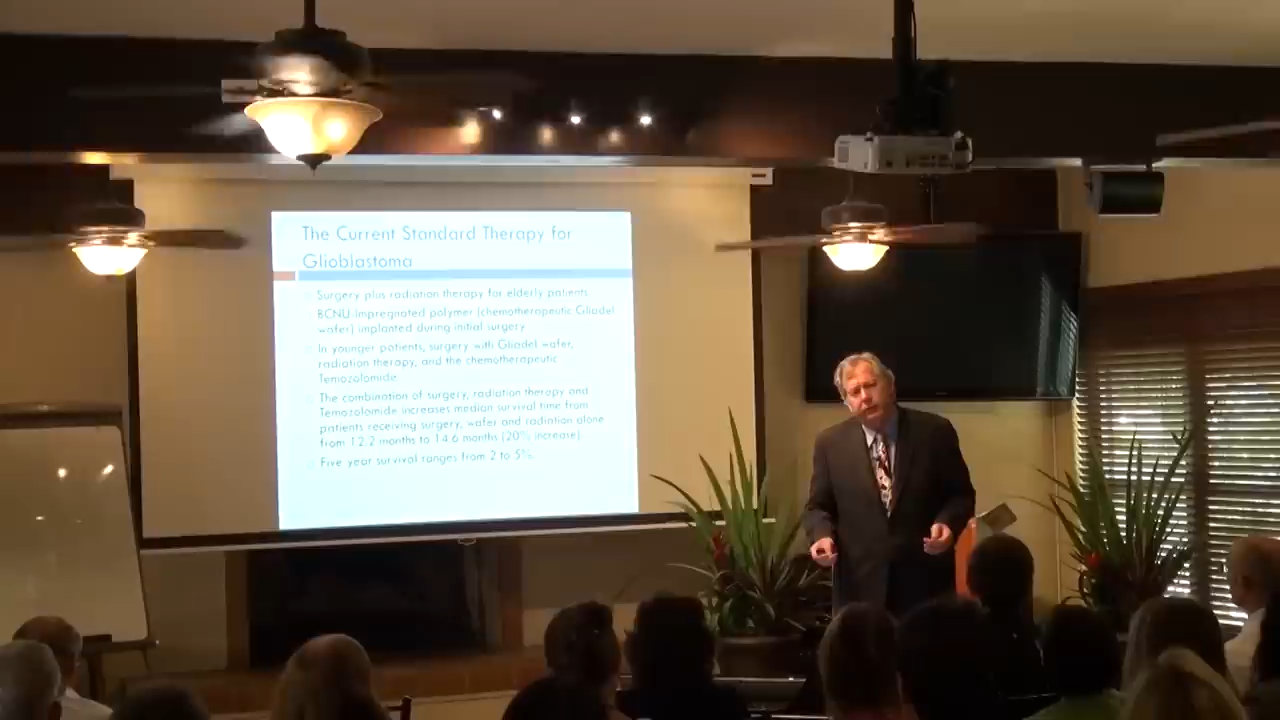 The Current Standard Therapy for
Glioblastoma
Surgery plus radiation therapy for elderly patients.
BCNU-Impregnated polymer (chemotherapeutic Gliadel
wafer) implanted during initial surgery
In younger patients, surgery with Gliadel wafer,
radiation therapy, and the chemotherapeutic
Temozolomide.
The combination of surgery, radiation therapy and
Temozolomide increases median survival time from
patients receiving surgery, wafer and radiation alone
from 12.2 months to 14.6 months (20% increase)
Five year survival ranges from 2 to 5%.